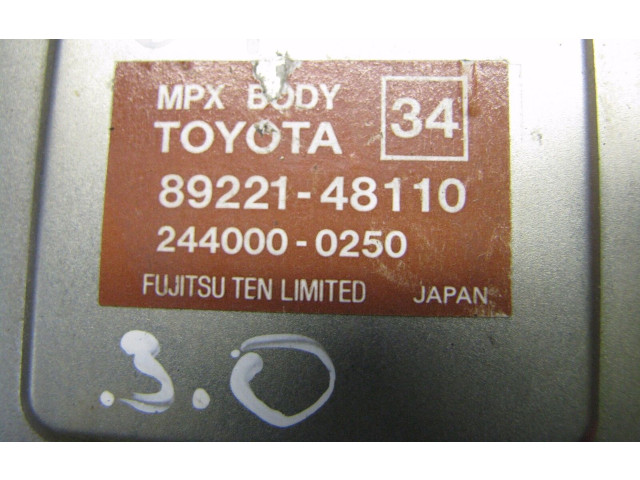 MPX BODY
TOYOTA
34
89221-48110
244000-0250
FUJITSU TEN LIMITED JAPAN
.3.0